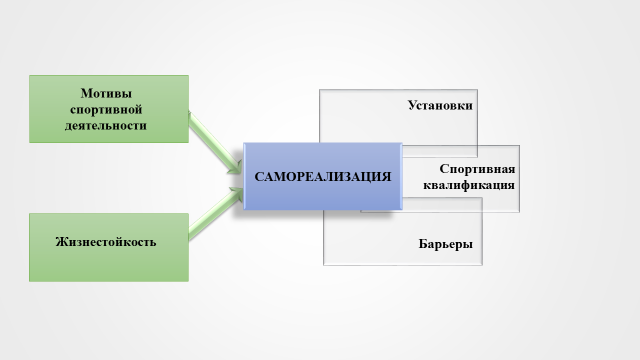 Мотивы
спортивной
деятельности
Жизнестойкость
САМОРЕАЛИЗАЦИЯ
Установки
Спортивная
квалификация
Барьеры